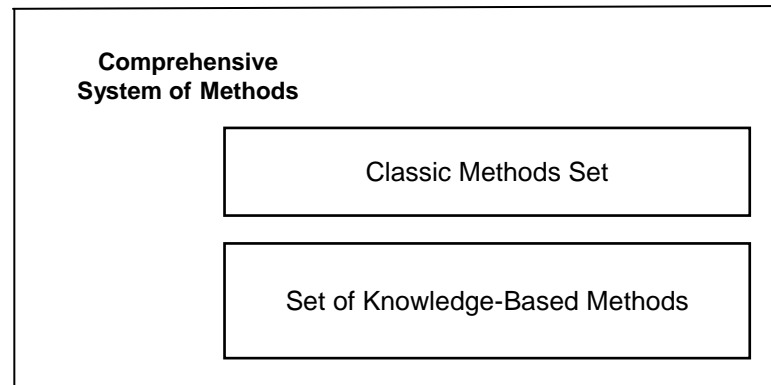 Comprehensive
System of Methods
Classic Methods Set
Set of Knowledge-Based Methods